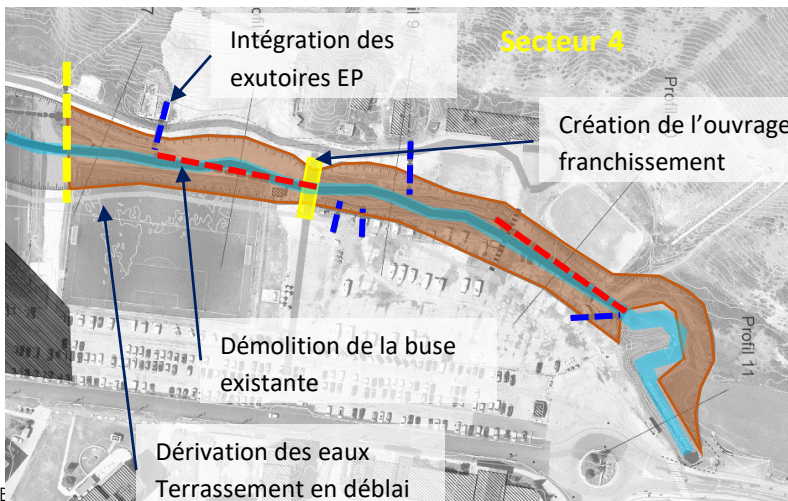 Secteur 4
Intégration des
exutoires EP
Création de l'ouvrage
franchissement
Profil 9
Profil 11
Démolition de la buse
existante
Dérivation des eaux
Terrassement en déblai